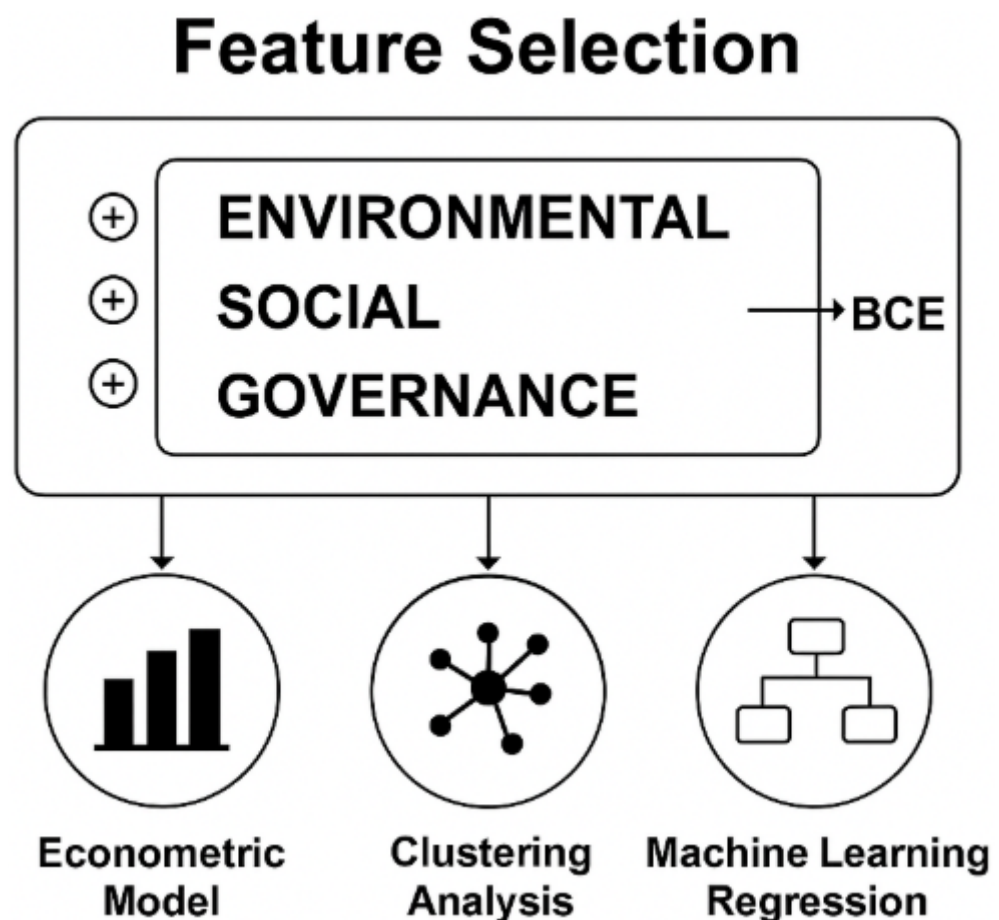 Feature Selection
ENVIRONMENTAL
SOCIAL
BCE
GOVERNANCE
Econometric
Model
Clustering
Analysis
Machine Learning
Regression